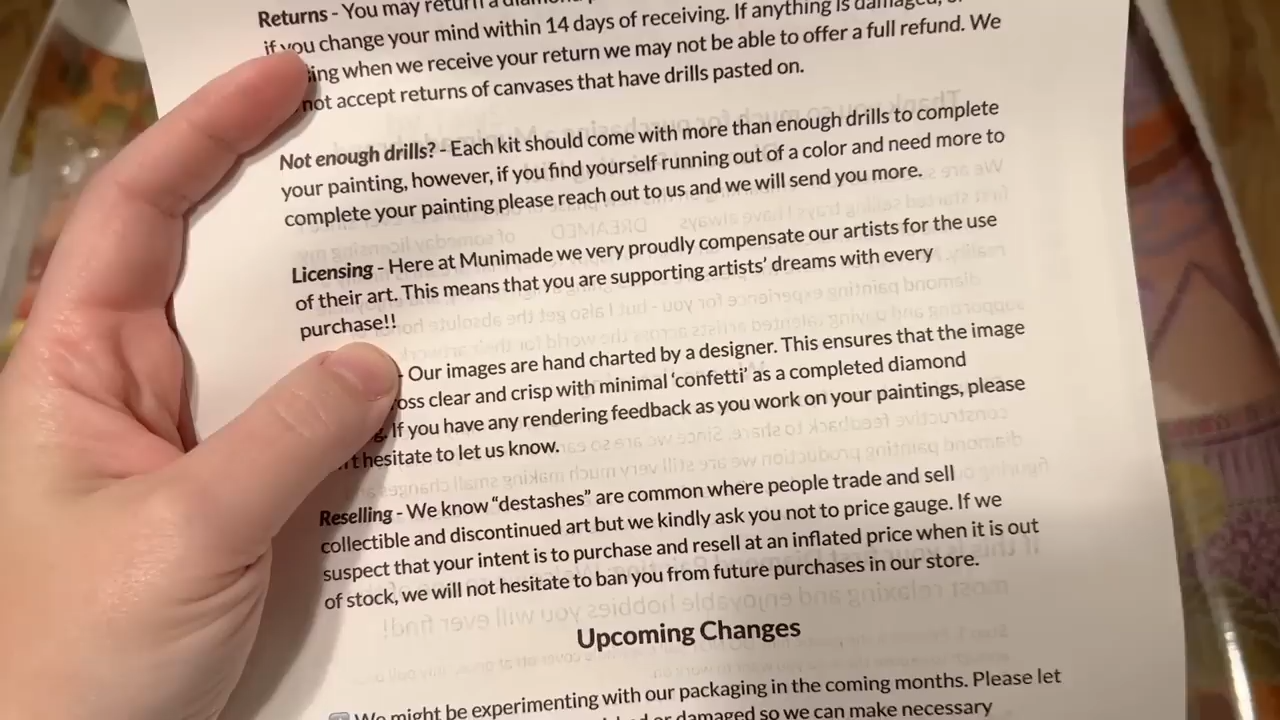 Returns - You may return a
if you change your mind within 14 days of receiving. If anything is damaged,
ing when we receive your return we may not be able to offer a full refund. We
not accept returns of canvases that have drills pasted on.
Not enough drills? - Each kit should come with more than enough drills to complete
your painting, however, if you find yourself running out of a color and need more to
complete your painting please reach out to us and we will send you more.
Licensing - Here at Munimade we very proudly compensate our artists for the use
of their art. This means that you are supporting artists' dreams with every
purchase!!
- Our images are hand charted by a designer. This ensures that the image
oss clear and crisp with minimal 'confetti' as a completed diamond
g. If you have any rendering feedback as you work on your paintings, please
't hesitate to let us know.
Reselling - We know "destashes" are common where people trade and sell
collectible and discontinued art but we kindly ask you not to price gauge. If we
suspect that your intent is to purchase and resell at an inflated price when it is out
of stock, we will not hesitate to ban you from future purchases in our store.
Upcoming Changes
We might be experimenting with our packaging in the coming months. Please let
or damaged so we can make necessary